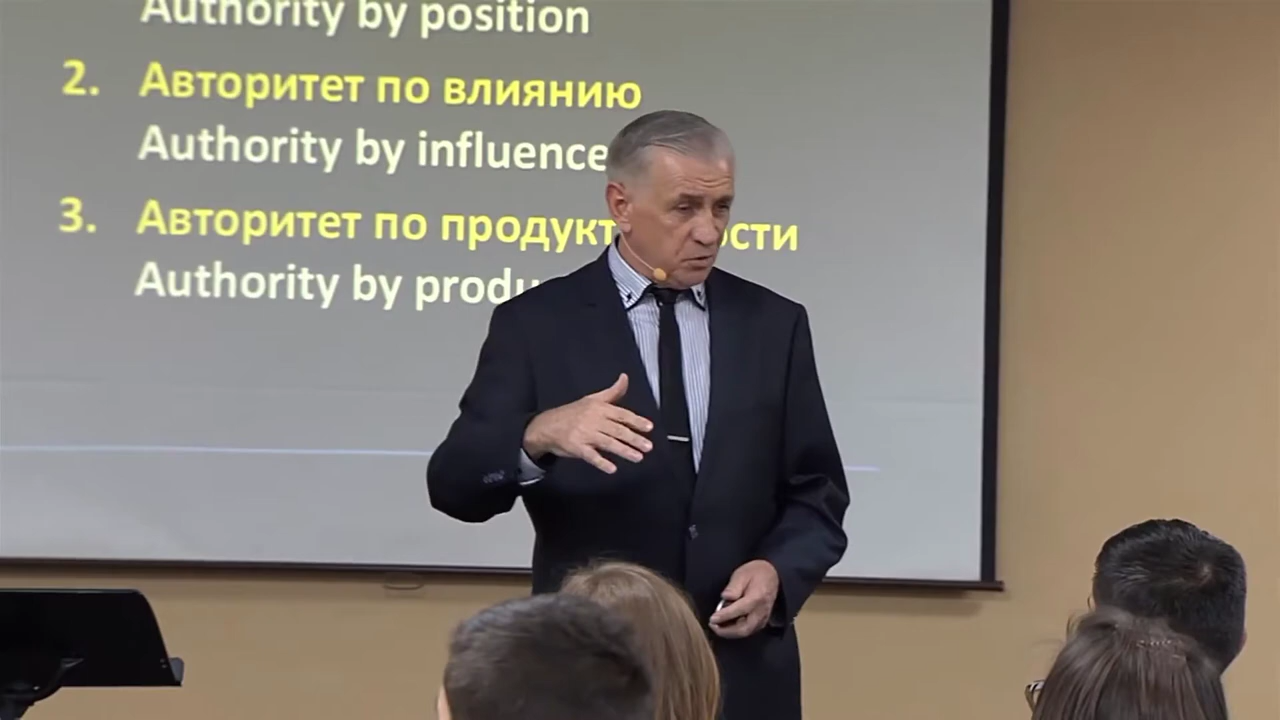 Authority by position
2. Авторитет по влиянию
Authority by influence
3. Авторитет по
Authority by